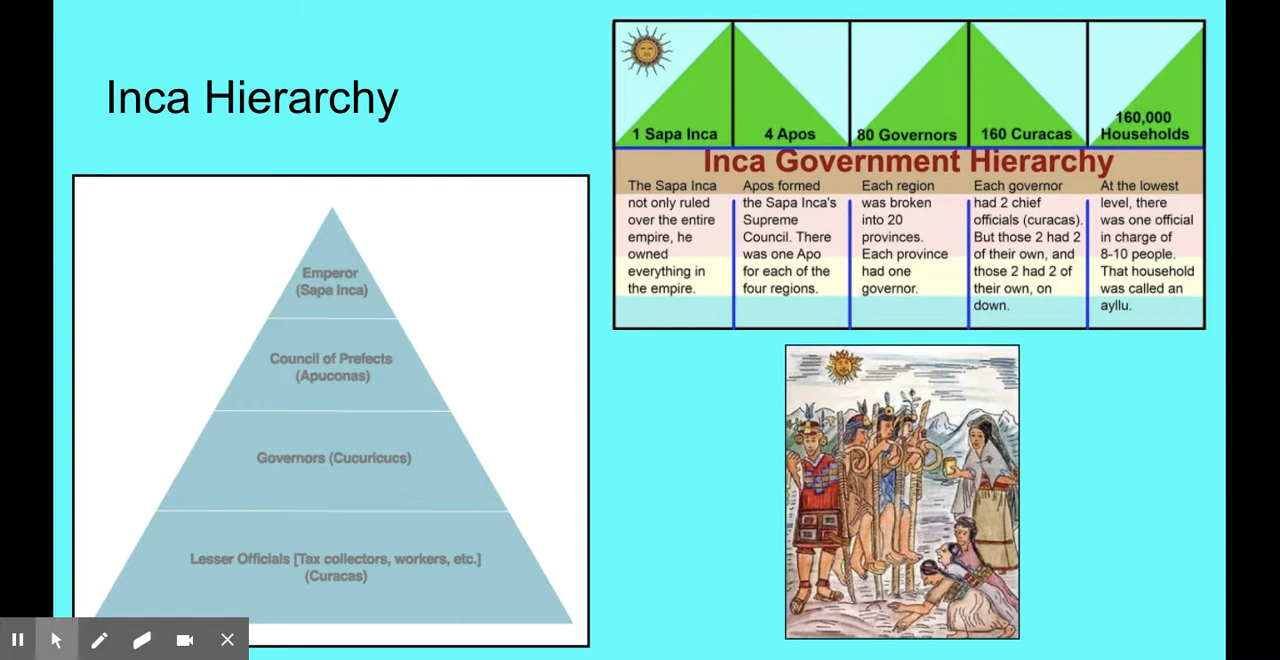 Inca Hierarchy
Emperor
(Sapa Inca)
Council of Prefects
(Apuconas)
Governors (Cucuricucs)
Lesser Officials [Tax collectors, workers, etc.]
(Curacas)
1 Sapa Inca
4 Apos
80 Governors
160 Curacas
160,000
Households
Inca Government Hierarchy
The Sapa Inca
not only ruled
over the entire
empire, he
owned
everything in
the empire.
Apos formed
the Sapa Inca's
Supreme
Council. There
was one Apo
for each of the
four regions.
Each region
was broken
into 20
provinces.
Each province
had one
governor.
Each governor
had 2 chief
officials (curacas).
But those 2 had 2
of their own, and
those 2 had 2 of
their own, on
down.
At the lowest
level, there
was one official
in charge of
8-10 people.
That household
was called an
ayllu.